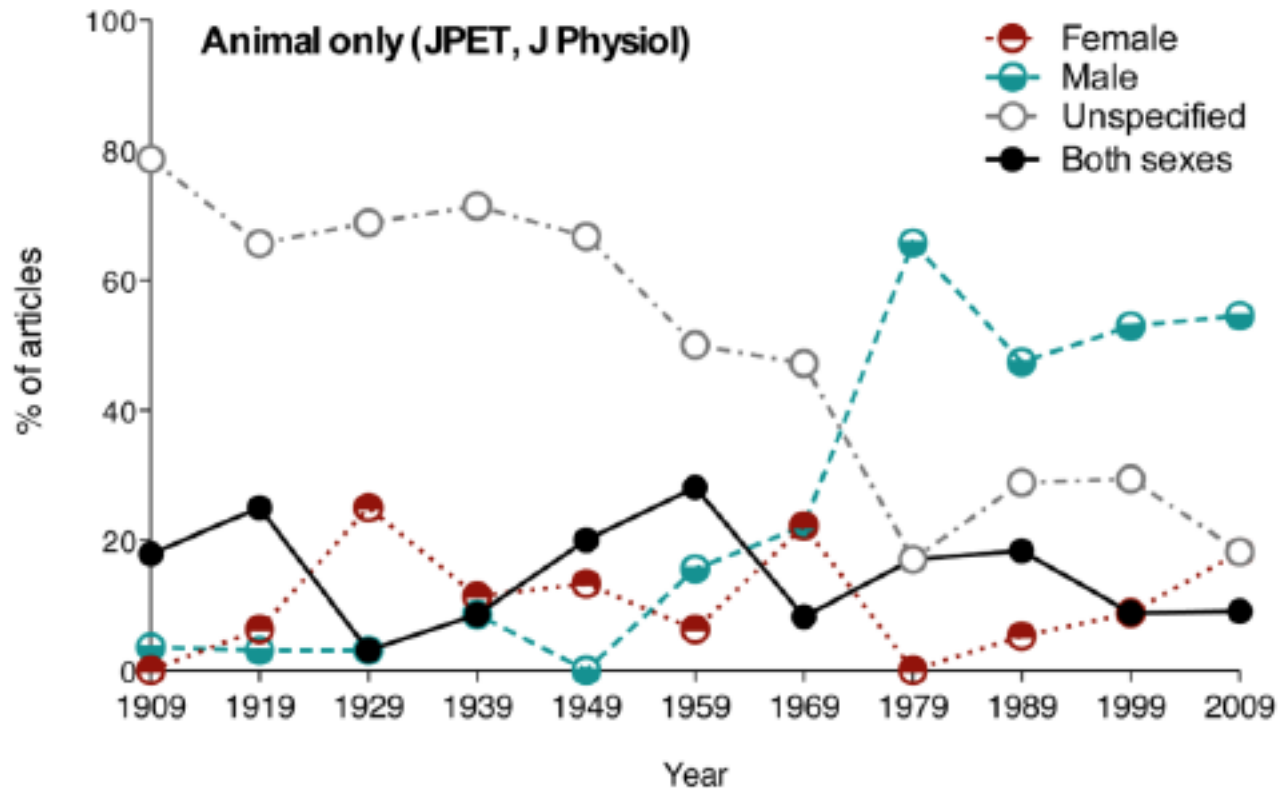 Animal only (JPET, J Physiol)
Female
Male
Unspecified
Both sexes
100
80
60
40
20
0
% of articles
1909 1919 1929 1939 1949 1959 1969 1979 1989 1999 2009
Year